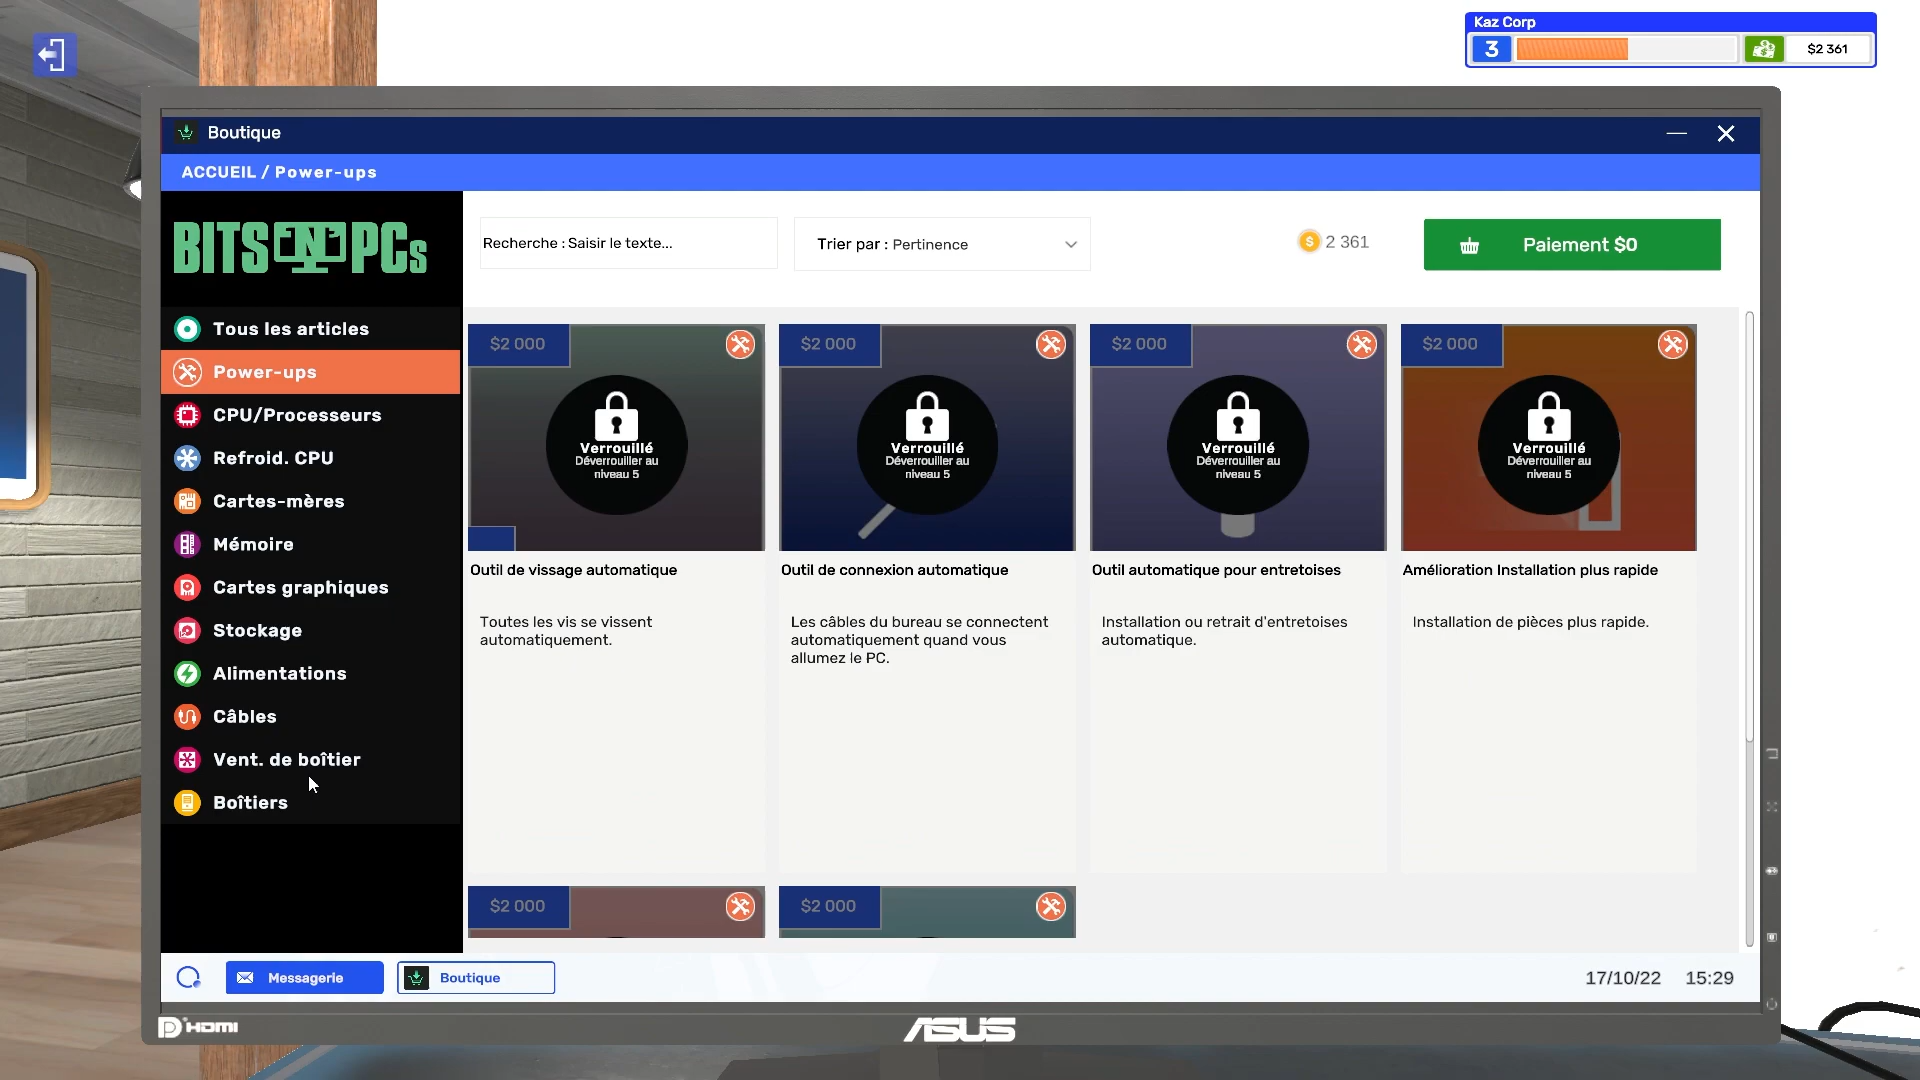 Kaz Corp
3
$2 361
Boutique
ACCUEIL / Power-ups
BITS N PCs
Recherche : Saisir le texte...
Trier par : Pertinence
2 361
Paiement $0
Tous les articles
Power-ups
CPU/Processeurs
Refroid. CPU
Cartes-mères
Mémoire
Cartes graphiques
Stockage
Alimentations
Câbles
Vent. de boîtier
Boîtiers
$2 000
Verrouillé
Déverrouiller au
niveau 5
Outil de vissage automatique
Toutes les vis se vissent
automatiquement.
$2 000
Verrouillé
Déverrouiller au
niveau 5
Outil de connexion automatique
Les câbles du bureau se connectent
automatiquement quand vous
allumez le PC.
$2 000
Verrouillé
Déverrouiller au
niveau 5
Outil automatique pour entretoises
Installation ou retrait d'entretoises
automatique.
$2 000
Verrouillé
Déverrouiller au
niveau 5
Amélioration Installation plus rapide
Installation de pièces plus rapide.
$2 000
$2 000
Messagerie
Boutique
17/10/22
15:29
HDMI
ASUS